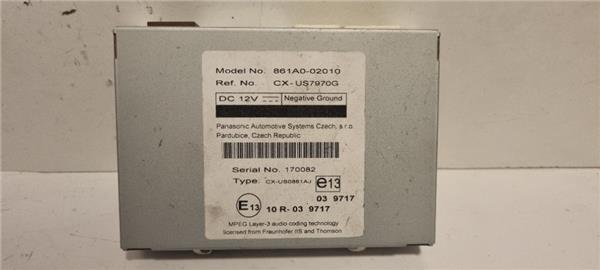 Model No. 861A0-02010
Ref. No. CX-US7970G
DC 12V Negative Ground
Panasonic Automotive Systems Czech, s.r.o.
Pardubice, Czech Republic
Serial No. 170082
Type. CX-US0861AJ e13
03 9717
E13 10 R-03 9717
MPEG Layer-3 audio coding technology
licensed from Fraunhofer IIS and Thomson